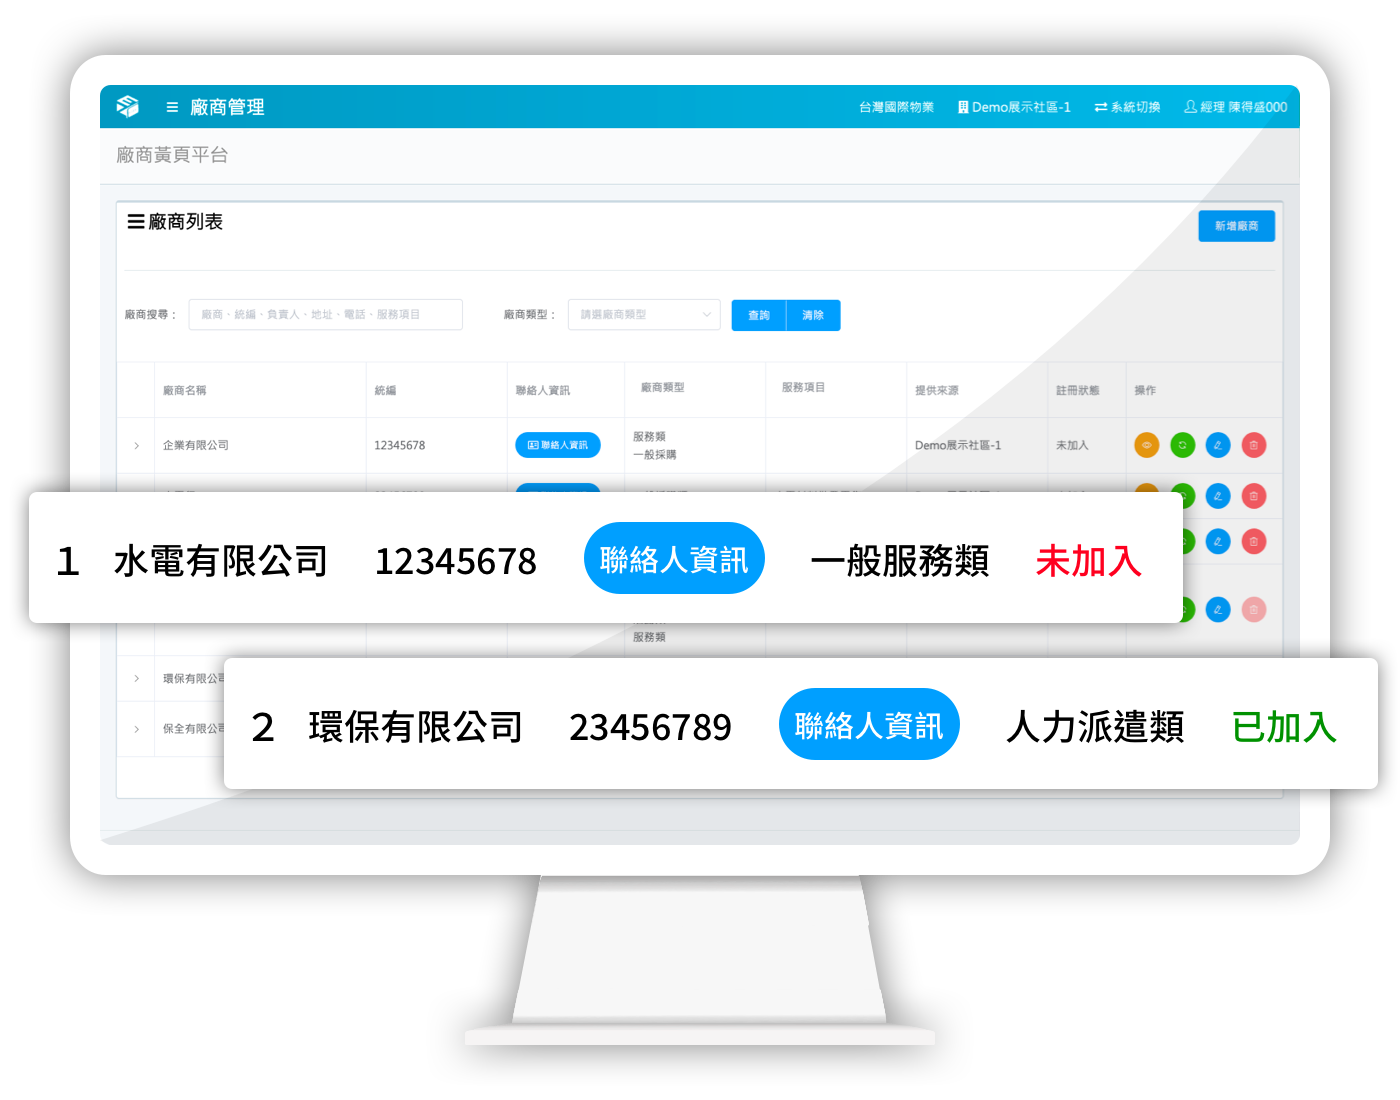 廠商管理 台灣國際物業 Demo展示社區-1 系統切換 經理 陳得盛000
廠商黃頁平台
廠商列表 新增廠商
廠商搜尋： 廠商、統編、負責人、地址、電話、服務項目 廠商類型： 請選廠商類型 查詢 清除
廠商名稱 統編 聯絡人資訊 廠商類型 服務項目 提供來源 註冊狀態 操作
企業有限公司 12345678 聯絡人資訊 服務類 Demo展示社區-1 未加入
一般採購
1 水電有限公司 12345678 聯絡人資訊 一般服務類 未加入
服務類
環保有限公司
2 環保有限公司 23456789 聯絡人資訊 人力派遣類 已加入
保全有限公司